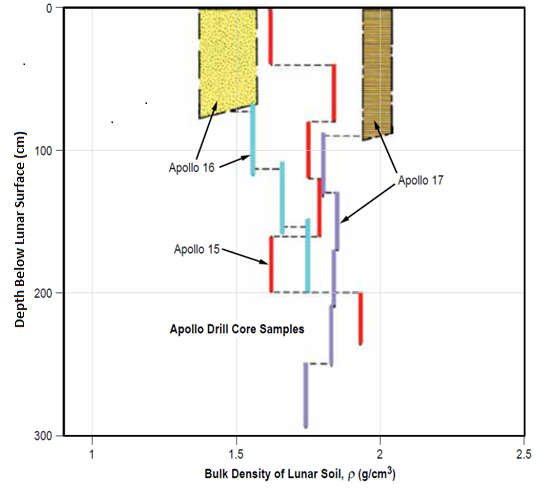 0
100
200
300
Depth Below Lunar Surface (cm)
Apollo 16
Apollo 17
Apollo 15
Apollo Drill Core Samples
1
1.5
2
2.5
Bulk Density of Lunar Soil, ρ (g/cm³)